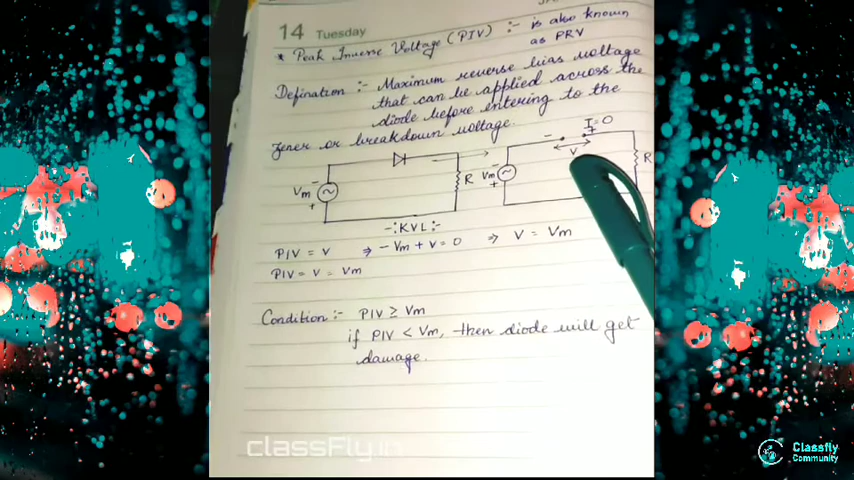 14 Tuesday
* Peak Inverse Voltage (PIV) :- is also known
as PRV
Defination :- Maximum reverse bias voltage
that can be applied across the
diode before entering to the
zener or breakdown voltage.
I = 0
- +
V
Vm - + R
Vm - + R
-: KVL :-
PIV = V ⇒ - Vm + V = 0 ⇒ V = Vm
PIV = V = Vm
Condition :- PIV ≥ Vm
if PIV < Vm, then diode will get
damage.
classFly.in
Classfly
Community